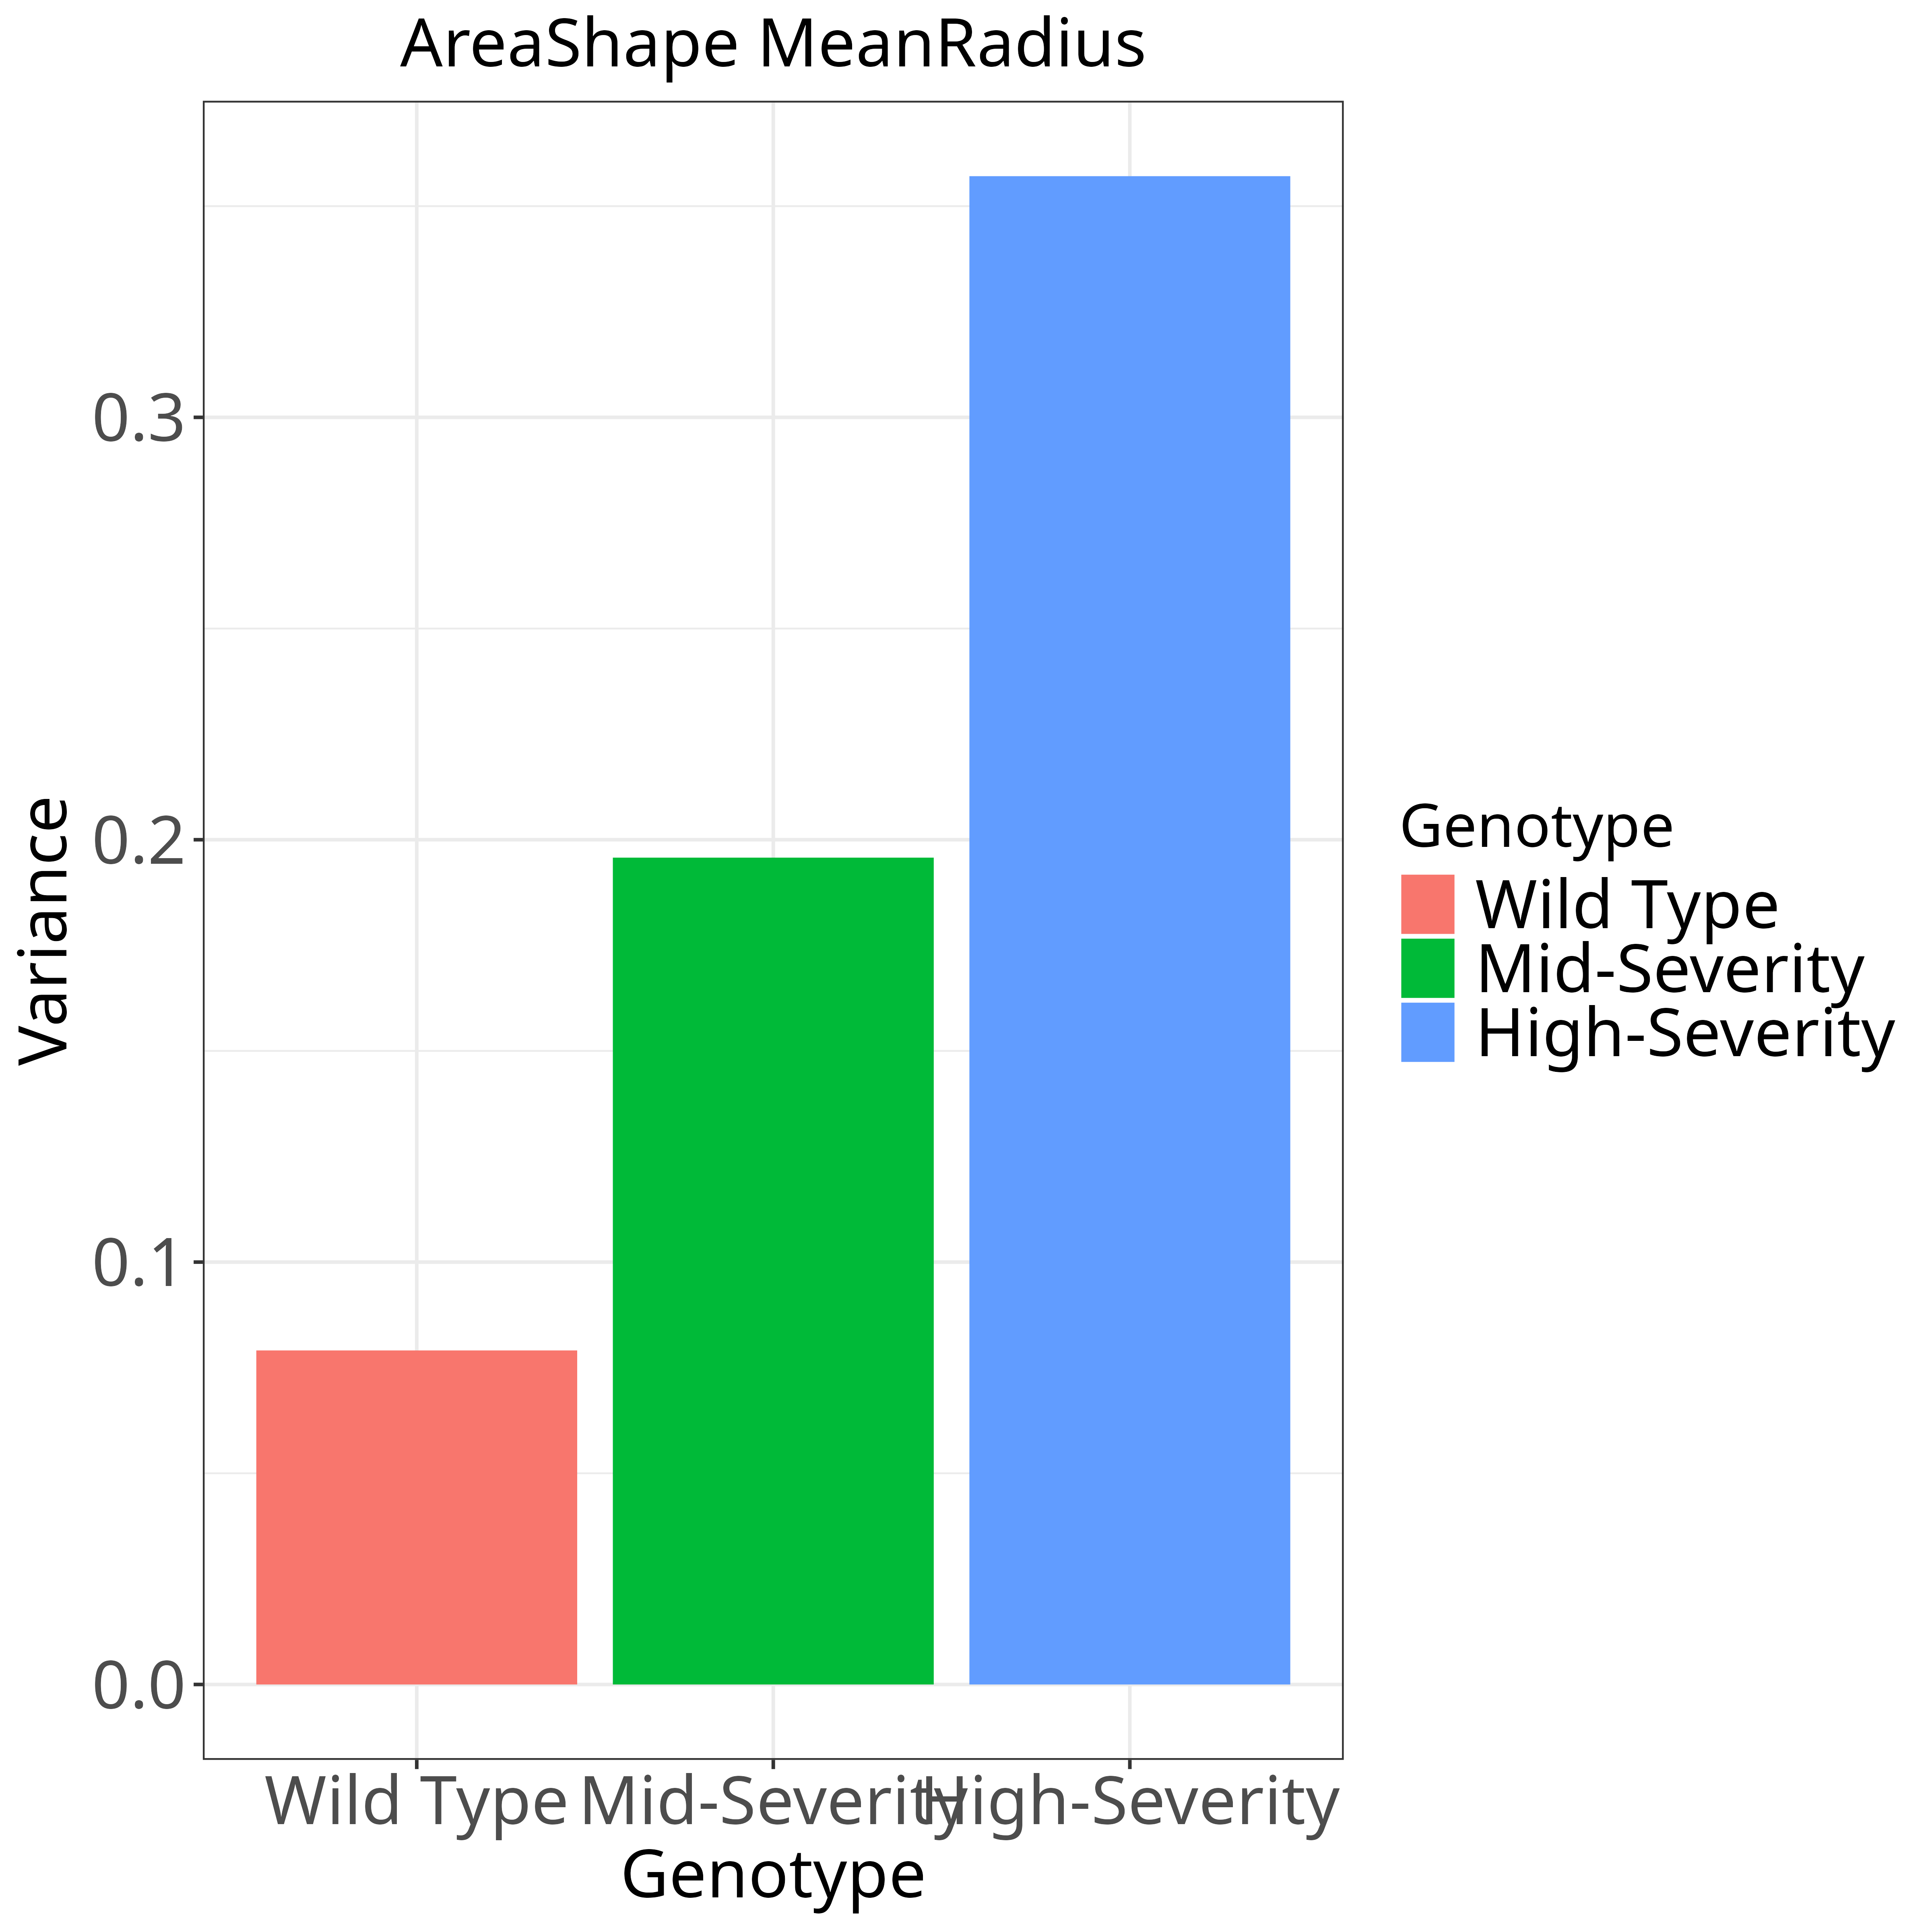 AreaShape MeanRadius
Variance
0.3
0.2
0.1
0.0
Wild Type Mid-Severity High-Severity
Genotype
Genotype
Wild Type
Mid-Severity
High-Severity